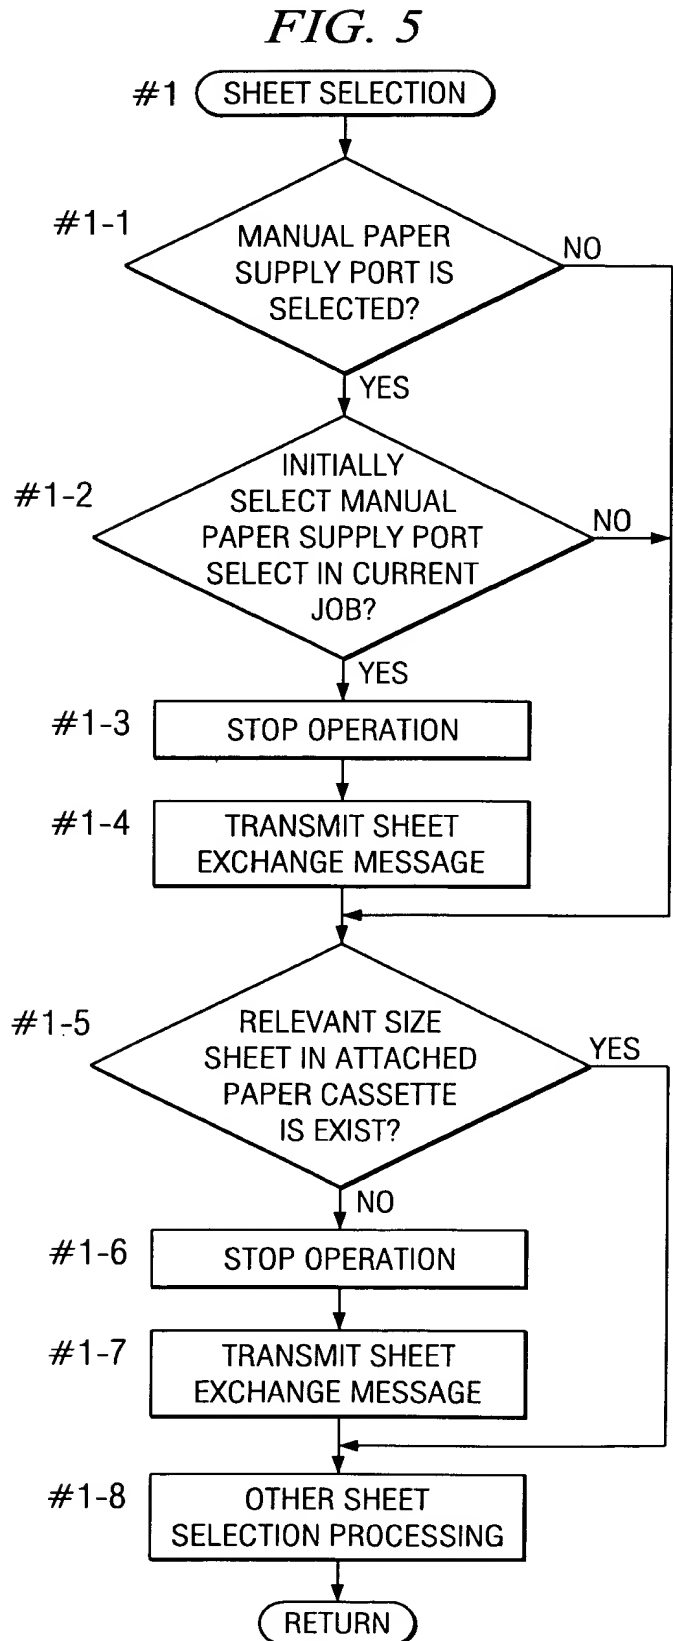 FIG. 5
#1 SHEET SELECTION
#1-1
MANUAL PAPER
SUPPLY PORT IS
SELECTED?
NO
YES
#1-2
INITIALLY
SELECT MANUAL
PAPER SUPPLY PORT
SELECT IN CURRENT
JOB?
NO
YES
#1-3 STOP OPERATION
#1-4 TRANSMIT SHEET
EXCHANGE MESSAGE
#1-5
RELEVANT SIZE
SHEET IN ATTACHED
PAPER CASSETTE
IS EXIST?
YES
NO
#1-6 STOP OPERATION
#1-7 TRANSMIT SHEET
EXCHANGE MESSAGE
#1-8 OTHER SHEET
SELECTION PROCESSING
RETURN